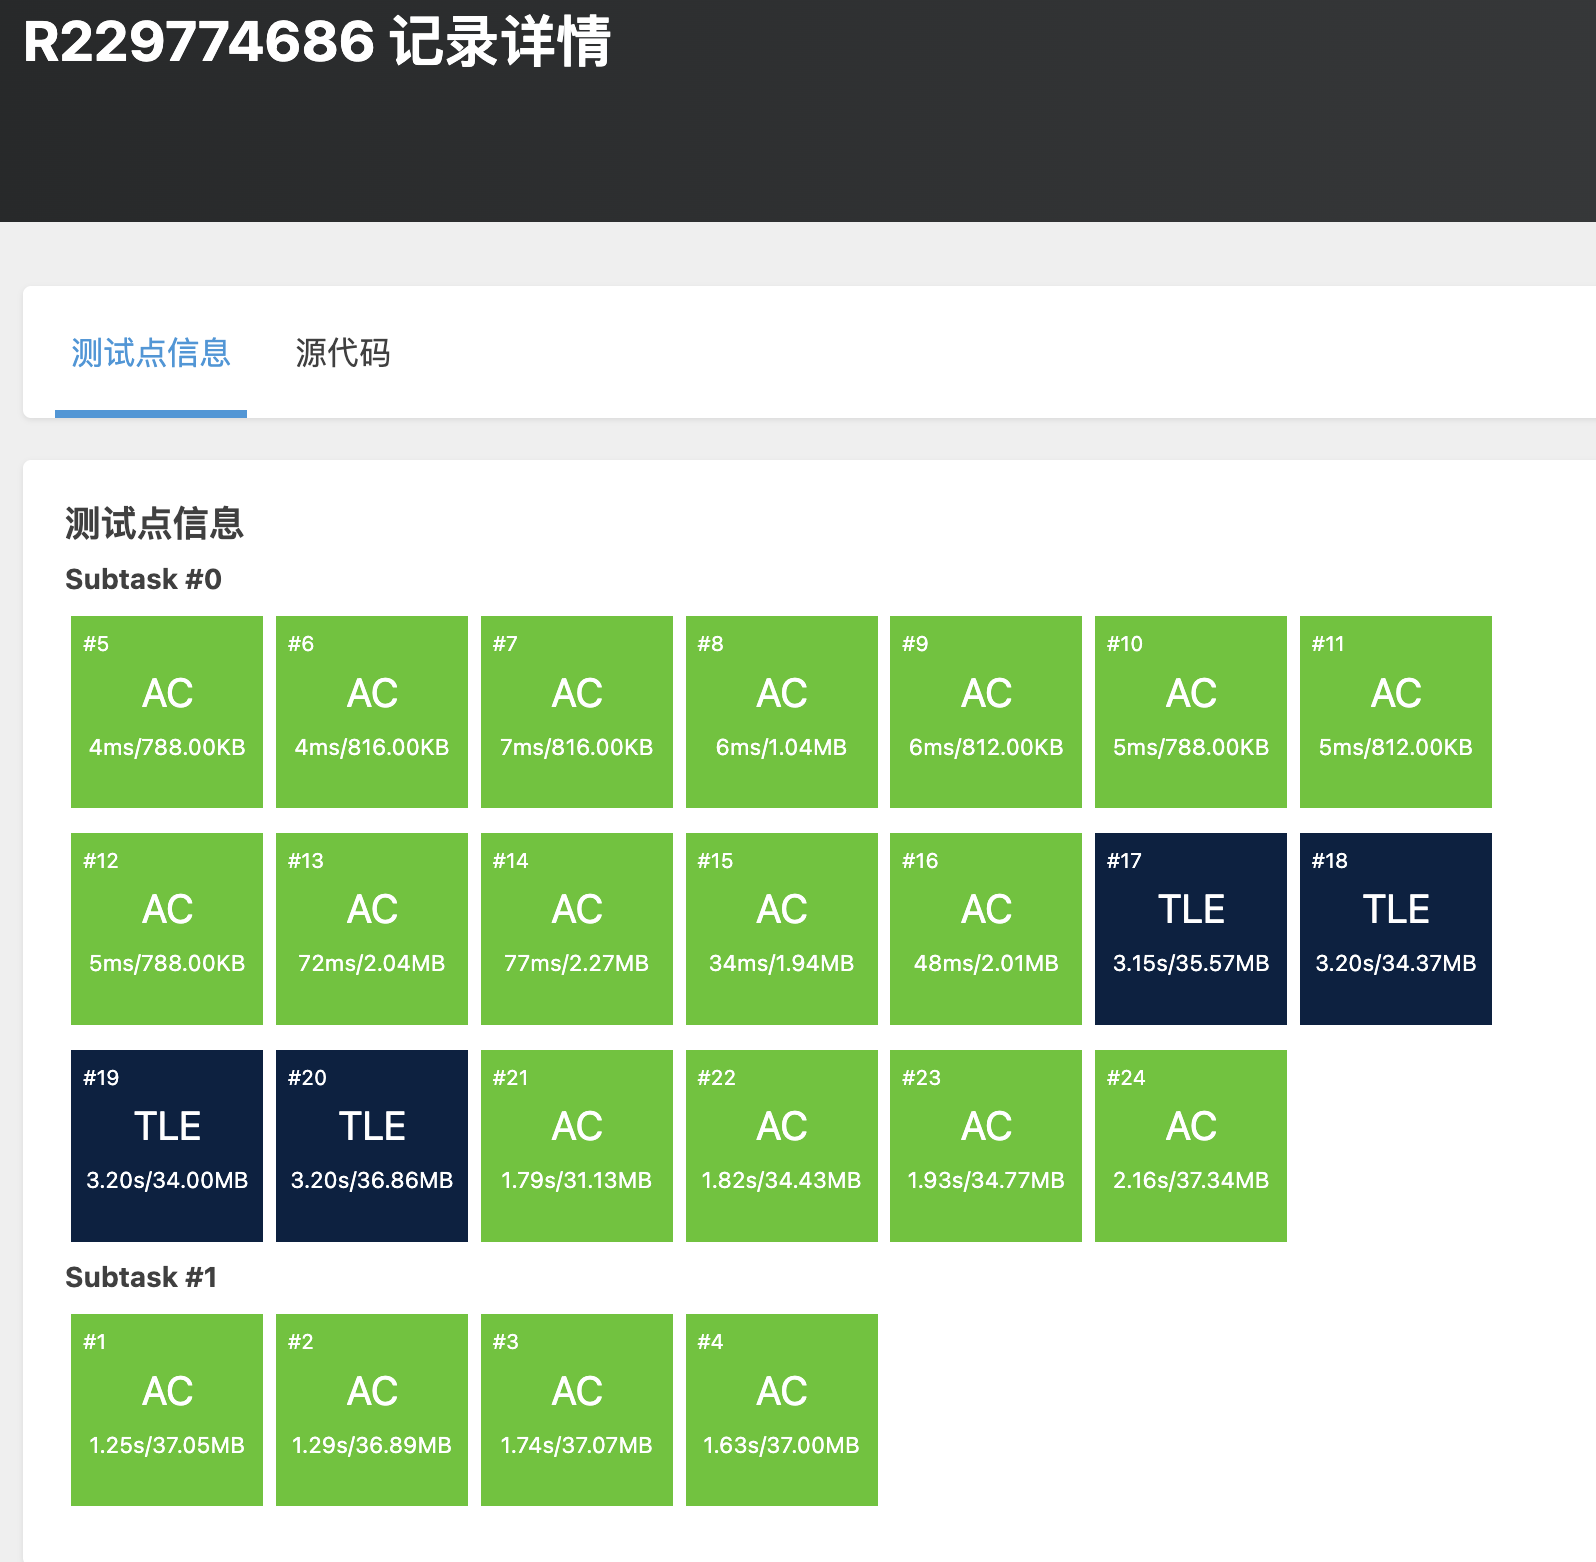 R229774686 记录详情
测试点信息 源代码
测试点信息
Subtask #0
#5 #6 #7 #8 #9 #10 #11
AC AC AC AC AC AC AC
4ms/788.00KB 4ms/816.00KB 7ms/816.00KB 6ms/1.04MB 6ms/812.00KB 5ms/788.00KB 5ms/812.00KB
#12 #13 #14 #15 #16 #17 #18
AC AC AC AC AC TLE TLE
5ms/788.00KB 72ms/2.04MB 77ms/2.27MB 34ms/1.94MB 48ms/2.01MB 3.15s/35.57MB 3.20s/34.37MB
#19 #20 #21 #22 #23 #24
TLE TLE AC AC AC AC
3.20s/34.00MB 3.20s/36.86MB 1.79s/31.13MB 1.82s/34.43MB 1.93s/34.77MB 2.16s/37.34MB
Subtask #1
#1 #2 #3 #4
AC AC AC AC
1.25s/37.05MB 1.29s/36.89MB 1.74s/37.07MB 1.63s/37.00MB